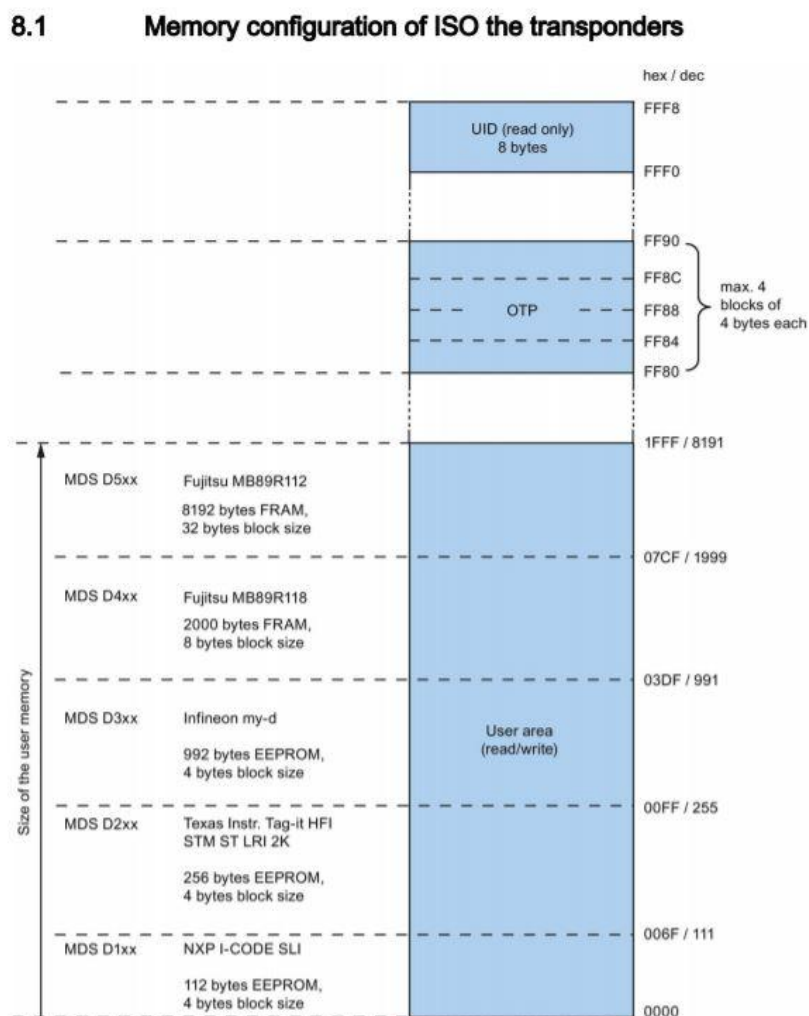 8.1 Memory configuration of ISO the transponders
hex / dec
FFF8
UID (read only)
8 bytes
FFF0
FF90
FF8C
max. 4
blocks of
4 bytes each
OTP
FF88
FF84
FF80
1FFF / 8191
MDS D5xx
Fujitsu MB89R112
8192 bytes FRAM,
32 bytes block size
07CF / 1999
MDS D4xx
Fujitsu MB89R118
2000 bytes FRAM,
8 bytes block size
03DF / 991
MDS D3xx
Infineon my-d
992 bytes EEPROM,
4 bytes block size
User area
(read/write)
Size of the user memory
00FF / 255
MDS D2xx
Texas Instr. Tag-it HFI
STM ST LRI 2K
256 bytes EEPROM,
4 bytes block size
006F / 111
MDS D1xx
NXP I-CODE SLI
112 bytes EEPROM,
4 bytes block size
0000